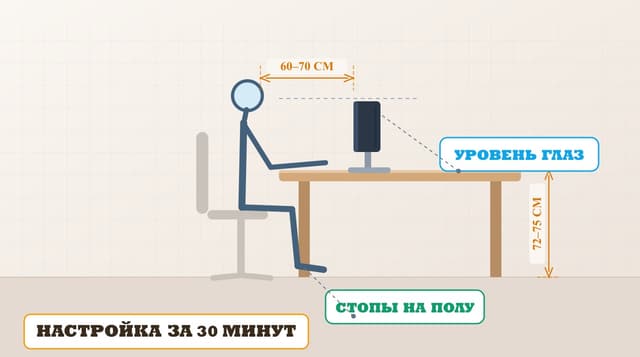 60–70 СМ
УРОВЕНЬ ГЛАЗ
72–75 СМ
СТОПЫ НА ПОЛУ
НАСТРОЙКА ЗА 30 МИНУТ